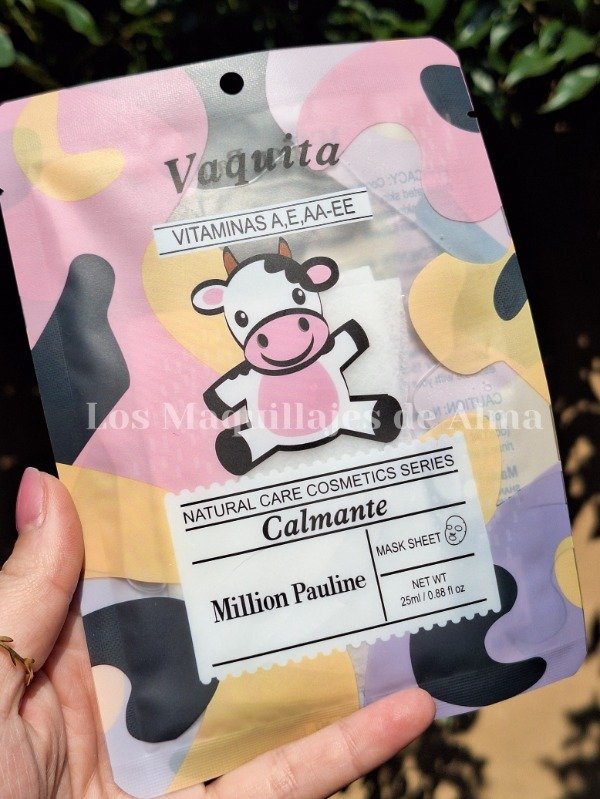 Vaquita
VITAMINAS A,E,AA-EE
Los Maquillajes de Alma
NATURAL CARE COSMETICS SERIES
Calmante
Million Pauline
MASK SHEET
NET WT
25ml / 0.88 fl oz